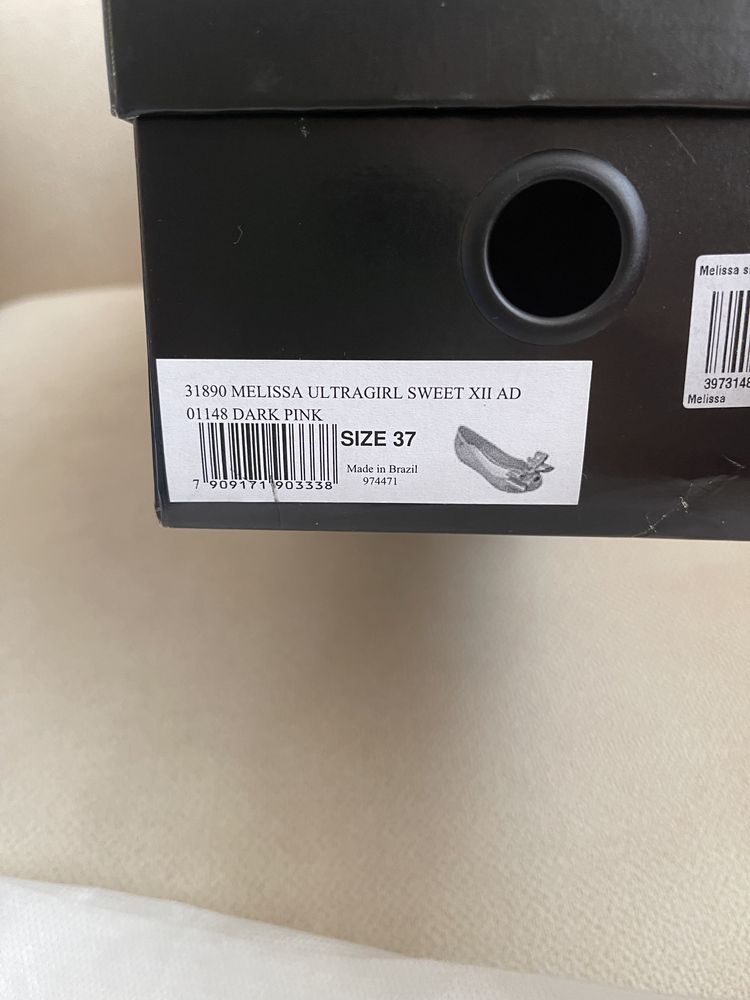 Melissa
3973148
Melissa
31890 MELISSA ULTRAGIRL SWEET XII AD
01148 DARK PINK
SIZE 37
Made in Brazil
974471
7 909171 903338